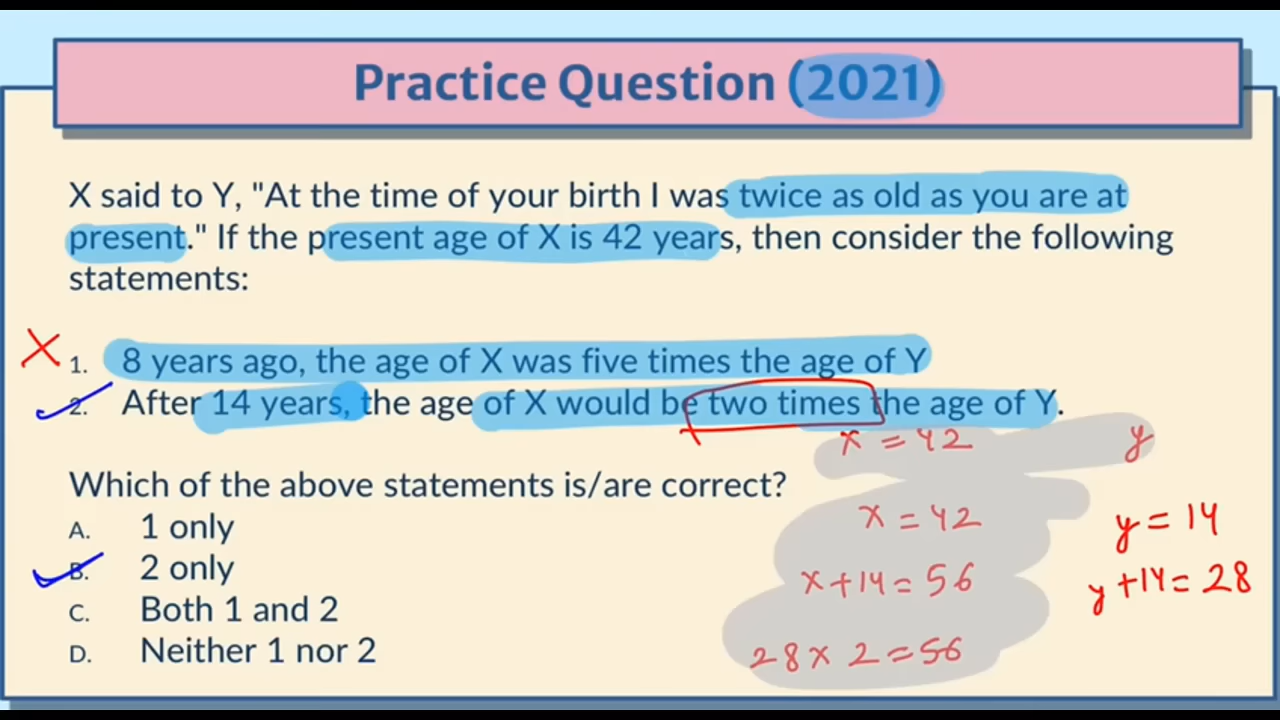 Practice Question (2021)
X said to Y, "At the time of your birth I was twice as old as you are at
present." If the present age of X is 42 years, then consider the following
statements:
1. 8 years ago, the age of X was five times the age of Y
2. After 14 years, the age of X would be two times the age of Y.
x = 42 y
Which of the above statements is/are correct?
A. 1 only
x = 42 y = 14
B. 2 only
x + 14 = 56 y + 14 = 28
C. Both 1 and 2
D. Neither 1 nor 2
28 x 2 = 56